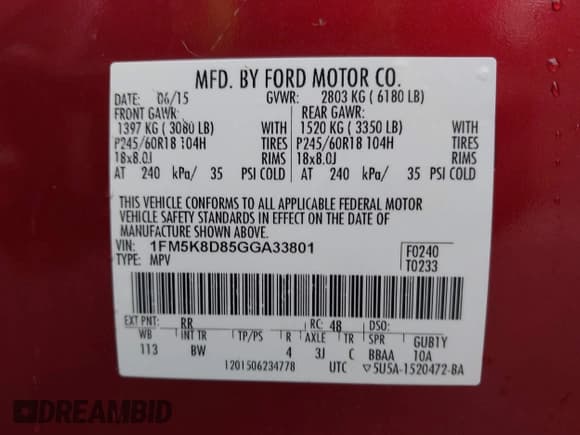 MFD. BY FORD MOTOR CO.
DATE: 06/15 GVWR: 2803 KG ( 6180 LB)
FRONT GAWR: REAR GAWR:
1397 KG ( 3080 LB) WITH 1520 KG ( 3350 LB) WITH
P245/60R18 104H TIRES P245/60R18 104H TIRES
18x8.0J RIMS 18x8.0J RIMS
AT 240 kPa/ 35 PSI COLD AT 240 kPa/ 35 PSI COLD
THIS VEHICLE CONFORMS TO ALL APPLICABLE FEDERAL MOTOR
VEHICLE SAFETY STANDARDS IN EFFECT ON THE DATE OF
MANUFACTURE SHOWN ABOVE.
VIN: 1FM5K8D85GGA33801 F0240
TYPE: MPV T0233
EXT PNT: RR RC: 48 DSO:
WB INT TR TP/PS R AXLE TR SPR GUB1Y
113 BW 4 3J C BBAA 10A
1201506234778 UTC ▽5U5A-1520472-BA
DREAMBID